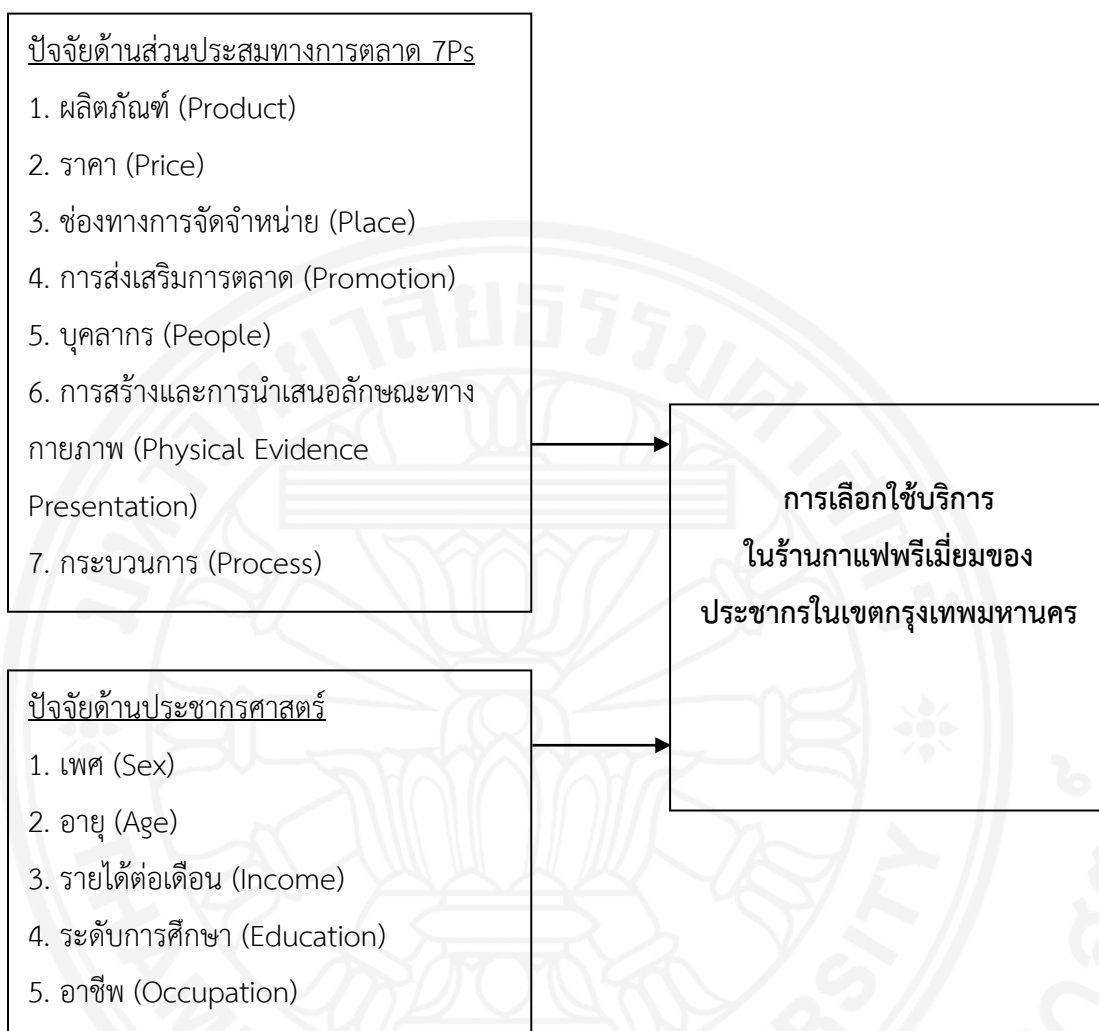 ปัจจัยด้านส่วนประสมทางการตลาด 7Ps
1. ผลิตภัณฑ์ (Product)
2. ราคา (Price)
3. ช่องทางการจัดจำหน่าย (Place)
4. การส่งเสริมการตลาด (Promotion)
5. บุคลากร (People)
6. การสร้างและการนำเสนอลักษณะทาง
กายภาพ (Physical Evidence
Presentation)
7. กระบวนการ (Process)
การเลือกใช้บริการ
ในร้านกาแฟพรีเมี่ยมของ
ประชากรในเขตกรุงเทพมหานคร
ปัจจัยด้านประชากรศาสตร์
1. เพศ (Sex)
2. อายุ (Age)
3. รายได้ต่อเดือน (Income)
4. ระดับการศึกษา (Education)
5. อาชีพ (Occupation)